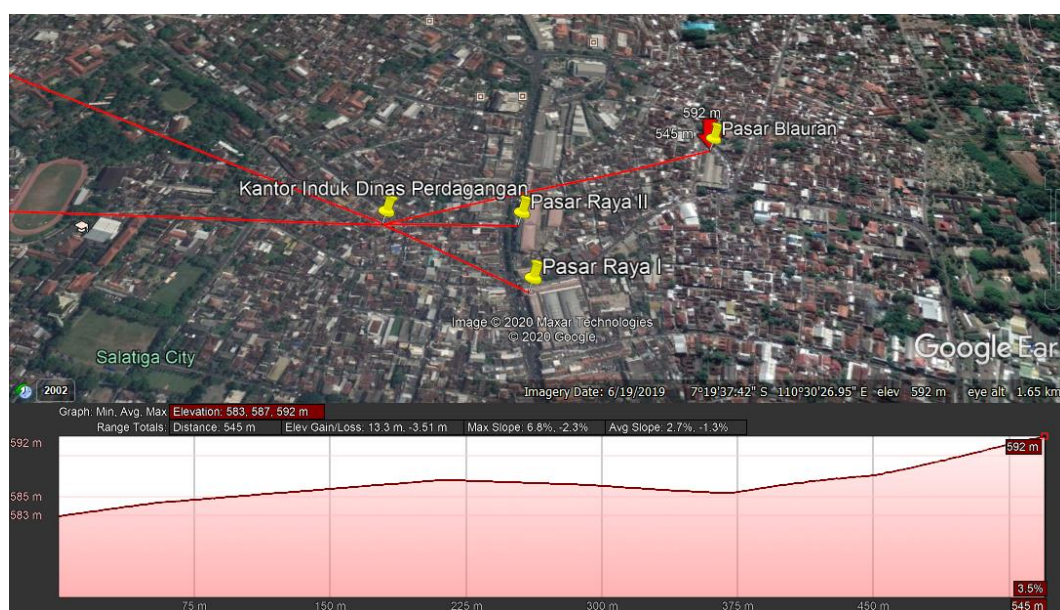 592 m
545 m
Pasar Blauran
Kantor Induk Dinas Perdagangan
Pasar Raya II
Pasar Raya I
Image © 2020 Maxar Technologies
© 2020 Google
Salatiga City
Google Ear
2002
Imagery Date: 6/19/2019 7°19'37.42" S 110°30'26.95" E elev 592 m eye alt 1.65 km
Graph: Min, Avg, Max Elevation: 583, 587, 592 m
Range Totals: Distance: 545 m Elev Gain/Loss: 13.3 m, -3.51 m Max Slope: 6.8%, -2.3% Avg Slope: 2.7%, -1.3%
592 m
592 m
585 m
583 m
3.5%
75 m 150 m 225 m 300 m 375 m 450 m 545 m